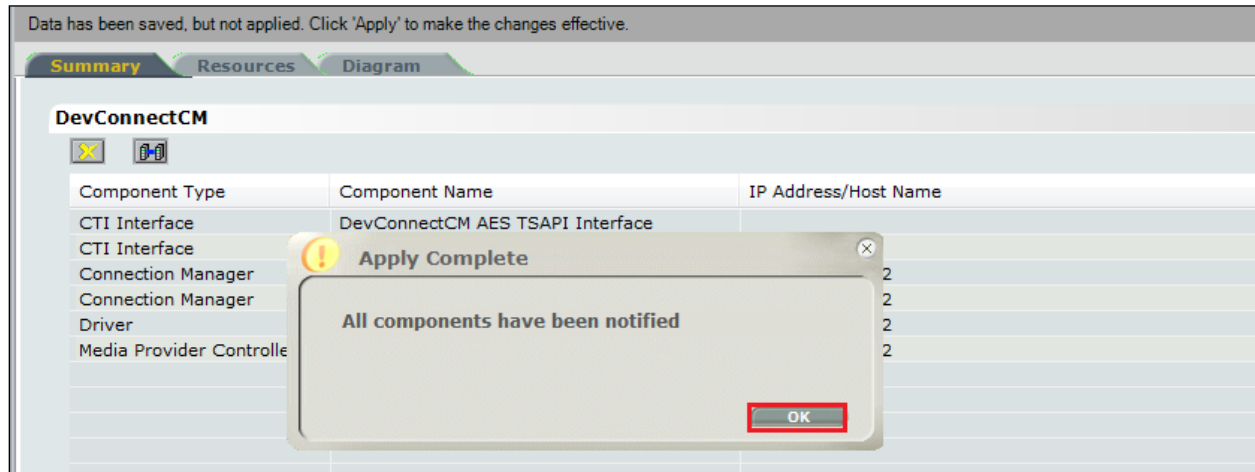 Data has been saved, but not applied. Click 'Apply' to make the changes effective.
Summary Resources Diagram
DevConnectCM
Component Type Component Name IP Address/Host Name
CTI Interface DevConnectCM AES TSAPI Interface
CTI Interface
Apply Complete
Connection Manager 2
Connection Manager 2
All components have been notified
Driver 2
Media Provider Controlle 2
OK